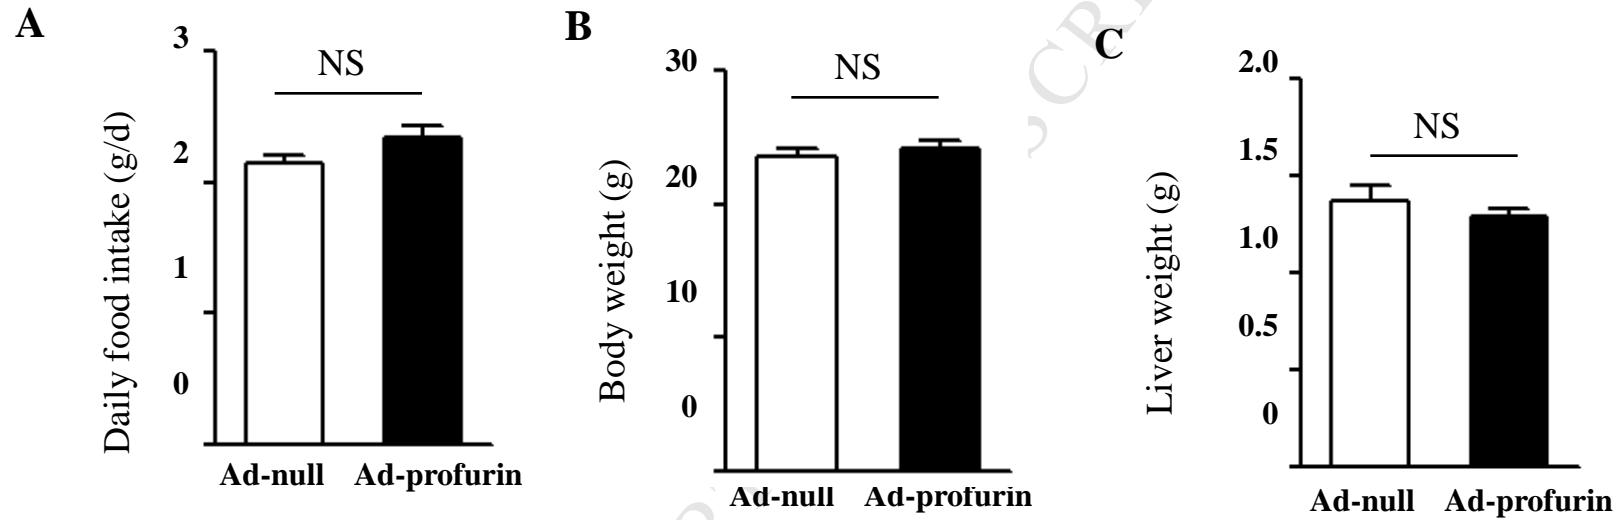 A
Daily food intake (g/d)
3
2
1
0
NS
Ad-null Ad-profurin
B
Body weight (g)
30
20
10
0
NS
Ad-null Ad-profurin
C
Liver weight (g)
2.0
1.5
1.0
0.5
0
NS
Ad-null Ad-profurin